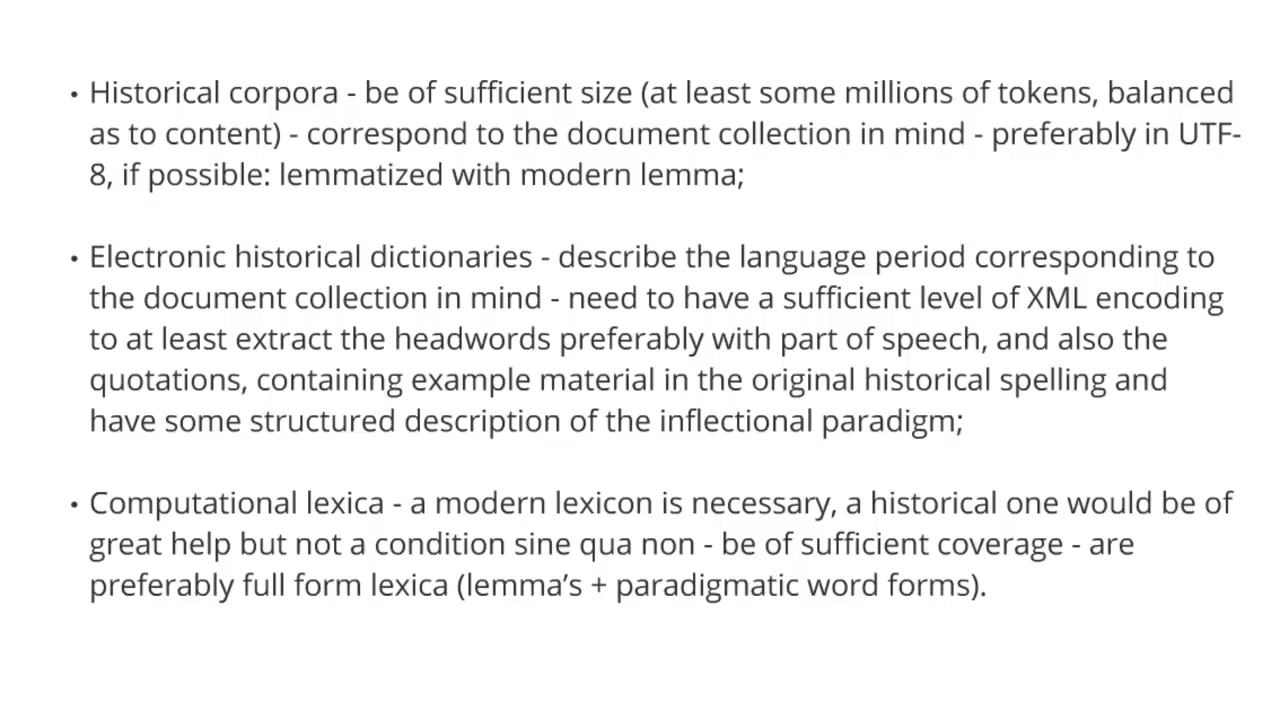 • Historical corpora - be of sufficient size (at least some millions of tokens, balanced
as to content) - correspond to the document collection in mind - preferably in UTF-
8, if possible: lemmatized with modern lemma;
• Electronic historical dictionaries - describe the language period corresponding to
the document collection in mind - need to have a sufficient level of XML encoding
to at least extract the headwords preferably with part of speech, and also the
quotations, containing example material in the original historical spelling and
have some structured description of the inflectional paradigm;
• Computational lexica - a modern lexicon is necessary, a historical one would be of
great help but not a condition sine qua non - be of sufficient coverage - are
preferably full form lexica (lemma’s + paradigmatic word forms).